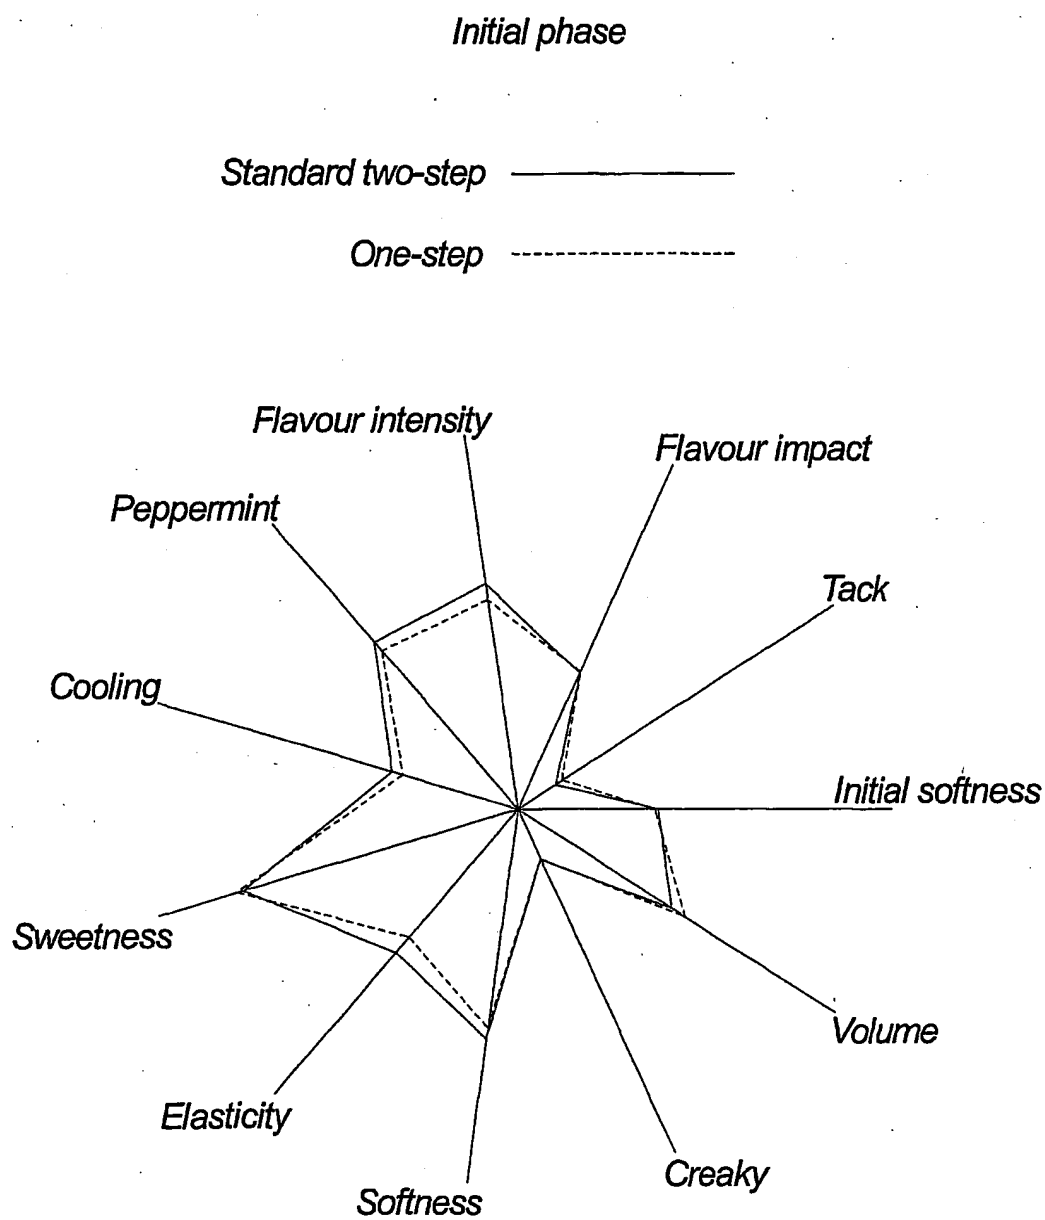 Initial phase
Standard two-step
One-step
Flavour intensity
Flavour impact
Peppermint
Tack
Cooling
Initial softness
Sweetness
Volume
Elasticity
Creaky
Softness